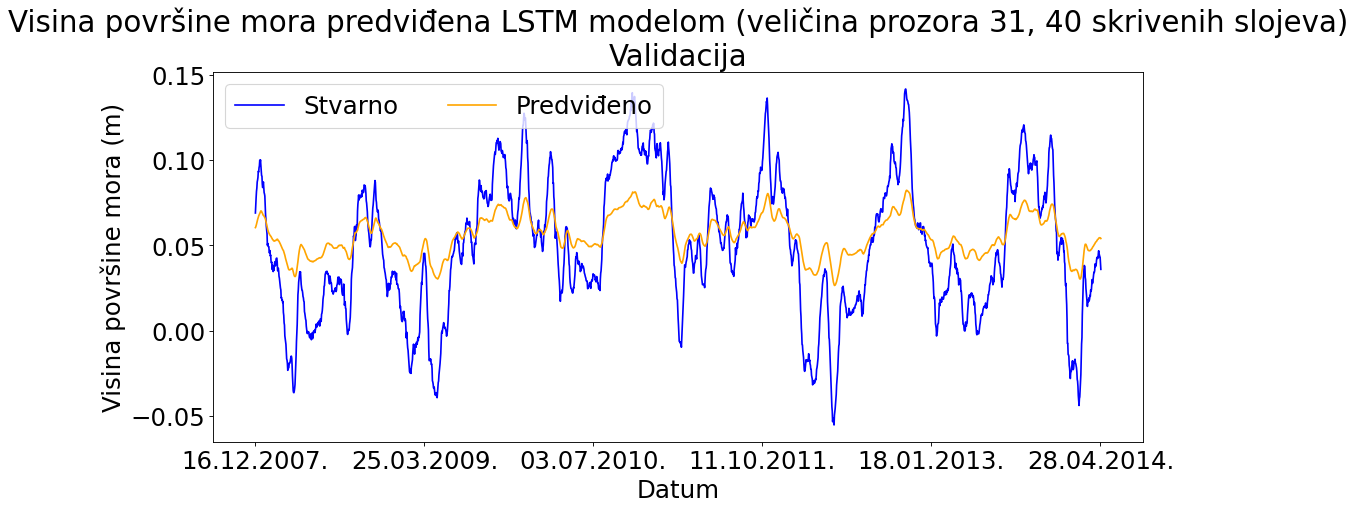 Visina površine mora predviđena LSTM modelom (veličina prozora 31, 40 skrivenih slojeva)
Validacija
Stvarno
Predviđeno
Visina površine mora (m)
0.15
0.10
0.05
0.00
−0.05
16.12.2007.
25.03.2009.
03.07.2010.
11.10.2011.
18.01.2013.
28.04.2014.
Datum